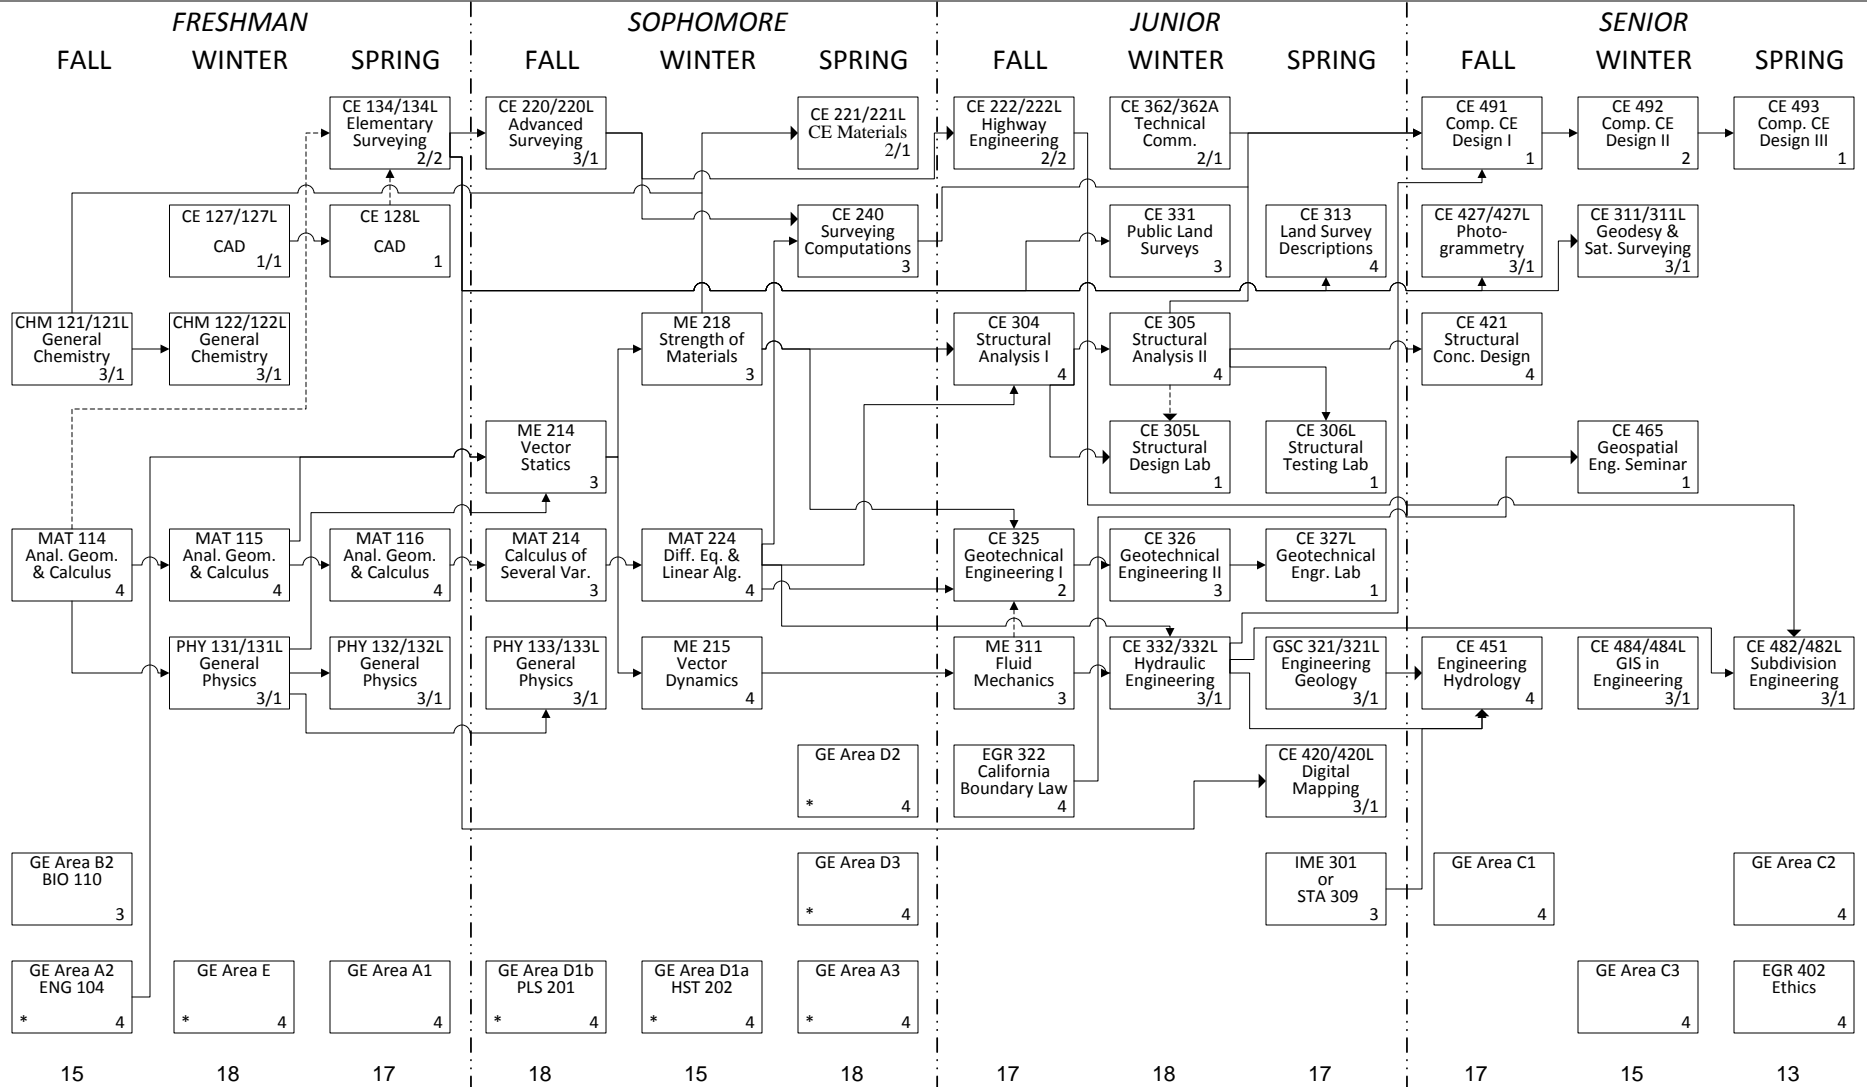 FRESHMAN
SOPHOMORE
JUNIOR
SENIOR
FALL
WINTER
SPRING
FALL
WINTER
SPRING
FALL
WINTER
SPRING
FALL
WINTER
SPRING
CE 134/134L
Elementary
Surveying
2/2
CE 220/220L
Advanced
Surveying
3/1
CE 221/221L
CE Materials
2/1
CE 222/222L
Highway
Engineering
2/2
CE 362/362A
Technical
Comm.
2/1
CE 491
Comp. CE
Design I
1
CE 492
Comp. CE
Design II
2
CE 493
Comp. CE
Design III
1
CE 127/127L
CAD
1/1
CE 128L
CAD
1
CE 240
Surveying
Computations
3
CE 331
Public Land
Surveys
3
CE 313
Land Survey
Descriptions
4
CE 427/427L
Photo-
grammetry
3/1
CE 311/311L
Geodesy &
Sat. Surveying
3/1
CHM 121/121L
General
Chemistry
3/1
CHM 122/122L
General
Chemistry
3/1
ME 218
Strength of
Materials
3
CE 304
Structural
Analysis I
4
CE 305
Structural
Analysis II
4
CE 421
Structural
Conc. Design
4
ME 214
Vector
Statics
3
CE 305L
Structural
Design Lab
1
CE 306L
Structural
Testing Lab
1
CE 465
Geospatial
Eng. Seminar
1
MAT 114
Anal. Geom.
& Calculus
4
MAT 115
Anal. Geom.
& Calculus
4
MAT 116
Anal. Geom.
& Calculus
4
MAT 214
Calculus of
Several Var.
3
MAT 224
Diff. Eq. &
Linear Alg.
4
CE 325
Geotechnical
Engineering I
2
CE 326
Geotechnical
Engineering II
3
CE 327L
Geotechnical
Engr. Lab
1
PHY 131/131L
General
Physics
3/1
PHY 132/132L
General
Physics
3/1
PHY 133/133L
General
Physics
3/1
ME 215
Vector
Dynamics
4
ME 311
Fluid
Mechanics
3
CE 332/332L
Hydraulic
Engineering
3/1
GSC 321/321L
Engineering
Geology
3/1
CE 451
Engineering
Hydrology
4
CE 484/484L
GIS in
Engineering
3/1
CE 482/482L
Subdivision
Engineering
3/1
GE Area D2
* 4
EGR 322
California
Boundary Law
4
CE 420/420L
Digital
Mapping
3/1
GE Area B2
BIO 110
3
GE Area D3
* 4
IME 301
or
STA 309
3
GE Area C1
4
GE Area C2
4
GE Area A2
ENG 104
* 4
GE Area E
* 4
GE Area A1
4
GE Area D1b
PLS 201
* 4
GE Area D1a
HST 202
* 4
GE Area A3
* 4
GE Area C3
4
EGR 402
Ethics
4
15
18
17
18
15
18
17
18
17
17
15
13